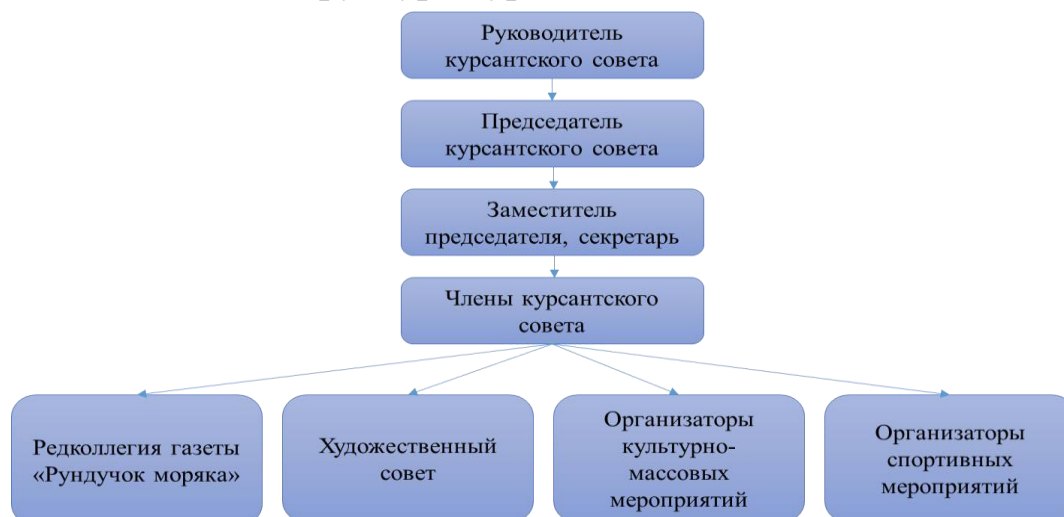 Руководитель
курсантского совета
Председатель
курсантского совета
Заместитель
председателя, секретарь
Члены курсантского
совета
Редколлегия газеты
«Рундучок моряка»
Художественный
совет
Организаторы
культурно-
массовых
мероприятий
Организаторы
спортивных
мероприятий